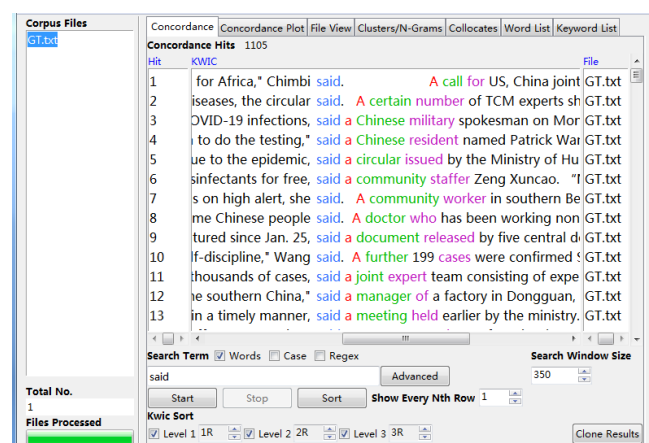 Corpus Files
GT.txt
Total No.
1
Files Processed
Concordance Concordance Plot File View Clusters/N-Grams Collocates Word List Keyword List
Concordance Hits 1105
Hit KWIC File
1 for Africa," Chimbi said. A call for US, China joint GT.txt
2 iseases, the circular said. A certain number of TCM experts sh GT.txt
3 OVID-19 infections, said a Chinese military spokesman on Mor GT.txt
4 to do the testing," said a Chinese resident named Patrick War GT.txt
5 ue to the epidemic, said a circular issued by the Ministry of Hu GT.txt
6 sinfectants for free, said a community staffer Zeng Xuncao. "I GT.txt
7 s on high alert, she said. A community worker in southern Be GT.txt
8 me Chinese people said. A doctor who has been working non GT.txt
9 tured since Jan. 25, said a document released by five central d GT.txt
10 lf-discipline," Wang said. A further 199 cases were confirmed GT.txt
11 thousands of cases, said a joint expert team consisting of expe GT.txt
12 e southern China," said a manager of a factory in Dongguan, GT.txt
13 in a timely manner, said a meeting held earlier by the ministry. GT.txt
Search Term Words Case Regex Search Window Size
said Advanced 350
Start Stop Sort Show Every Nth Row 1
Kwic Sort
Level 1 1R Level 2 2R Level 3 3R Clone Results